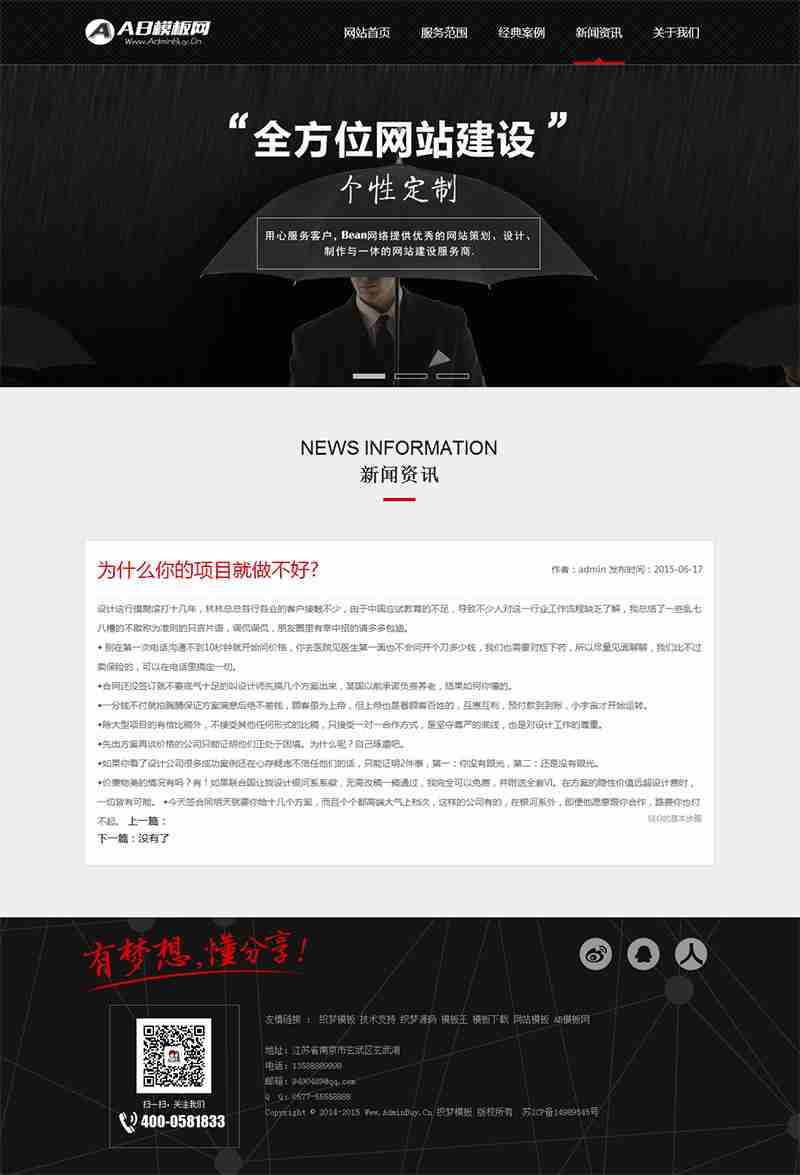 AB模板网
Www.AdminBuy.Cn
网站首页 服务范围 经典案例 新闻资讯 关于我们
“全方位网站建设”
个性定制
用心服务客户, Bean网络提供优秀的网站策划、设计、
制作与一体的网站建设服务商.
NEWS INFORMATION
新闻资讯
为什么你的项目就做不好?
作者：admin 发布时间：2015-06-17
设计这行摸爬滚打十几年，林林总总各行各业的客户接触不少，由于中国应试教育的不足，导致不少人对这一行业工作流程缺乏了解，我总结了一些乱七
八糟的不敢称为准则的只言片语，调侃调侃，朋友圈里有幸中招的请多多包涵。
• 别在第一次电话沟通不到10秒钟就开始问价格，你去医院见医生第一面也不会问开个刀多少钱，我们也需要对症下药，所以尽量见面聊聊，我们比不过
卖保险的，可以在电话里搞定一切。
•合同还没签订就不要底气十足的叫设计师先搞几个方案出来，某国以前承诺负责养老，结果如何你懂的。
•一分钱不付就拍胸脯保证方案满意后绝不差钱，顾客虽为上帝，但上帝也是普顾客百姓的，互惠互利，预付款到到账，小宇宙才开始运转。
•除大型项目的有偿比稿外，不接受其他任何形式的比稿，只接受一对一合作方式，是坚守尊严的底线，也是对设计工作的尊重。
•先出方案再谈价格的公司只能证明他们正处于困境。为什么呢？自己琢磨吧。
•如果你看了设计公司很多成功案例还在心存疑虑不信任他们的话，只能证明2件事，第一：你没有眼光，第二：还是没有眼光。
•价廉物美的情况有吗？有！如果联合国让我设计银河系系徽，无需改稿一稿通过，我完全可以免费，并附送全套VI。在方案的隐性价值远超设计费时，
一切皆有可能。 •今天签合同明天就要你给十几个方案，而且个个都高端大气上档次，这样的公司有的，在银河系外，即便他愿意跟你合作，路费你也付
不起。 上一篇： SEO的基本步骤
下一篇：没有了
有梦想,懂分享!
友情链接 ： 织梦模板 技术支持 织梦源码 模板王 模板下载 网站模板 AB模板网
地址：江苏省南京市玄武区玄武湖
电话：13588889999
邮箱：9490489@qq.com
Q Q：0577-55558888
Copyright © 2014-2015 Www.AdminBuy.Cn 织梦模板 版权所有 苏ICP备14989545号
扫一扫，关注我们
400-0581833